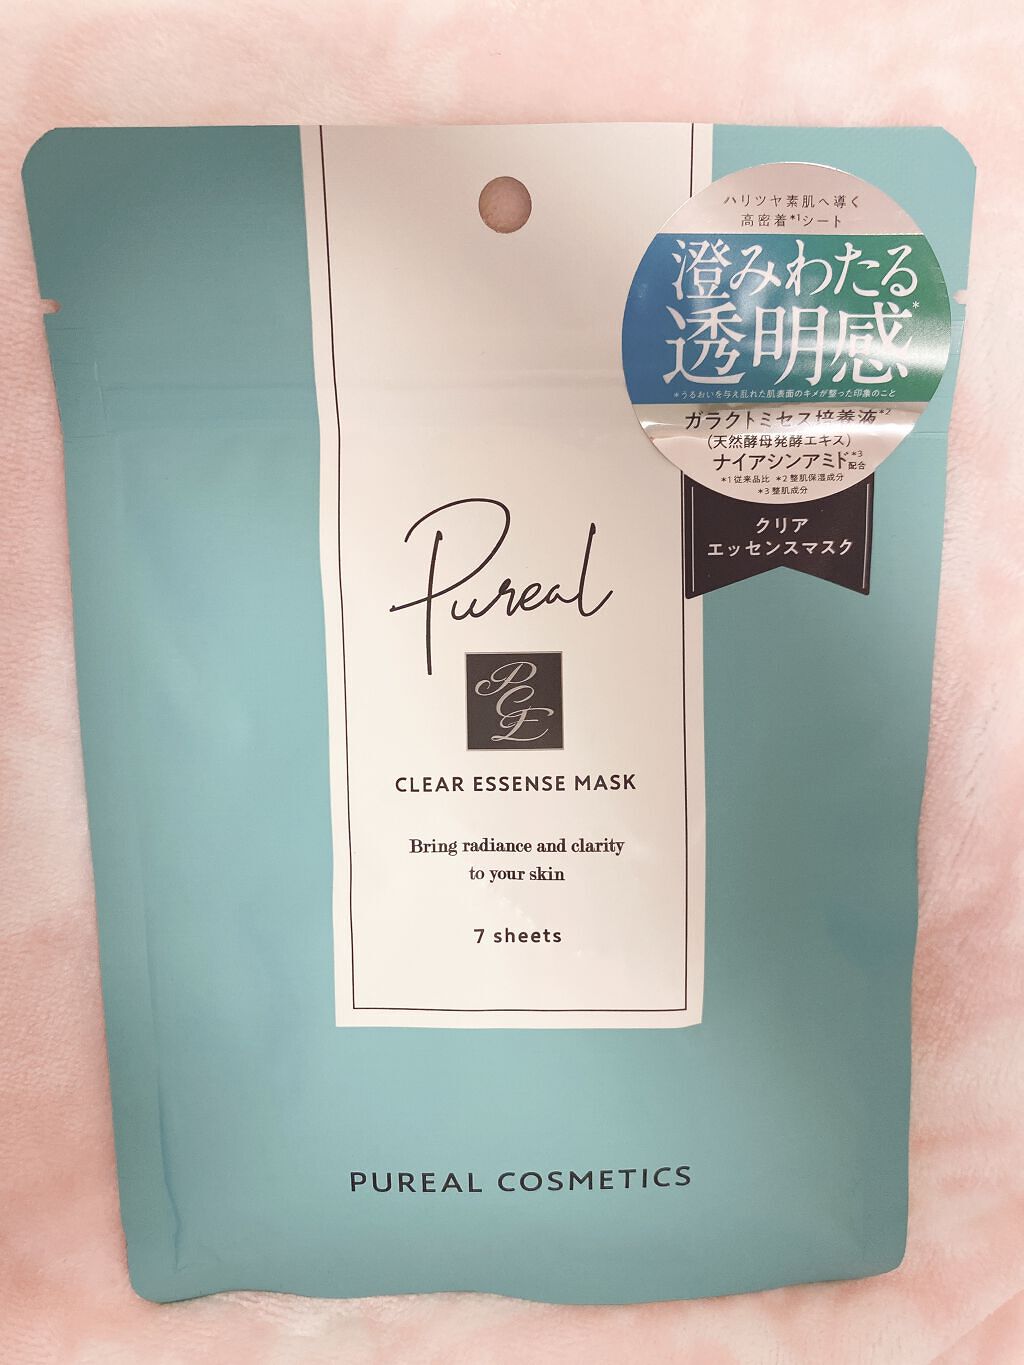 ハリツヤ素肌へ導く
高密着*1シート
澄みわたる
透明感*
*うるおいを与え乱れた肌表面のキメが整った印象のこと
ガラクトミセス培養液*2
(天然酵母発酵エキス)
ナイアシンアミド*3配合
*1従来品比 *2整肌保湿成分
*3整肌成分
クリア
エッセンスマスク
Pureal
PCE
CLEAR ESSENSE MASK
Bring radiance and clarity
to your skin
7 sheets
PUREAL COSMETICS